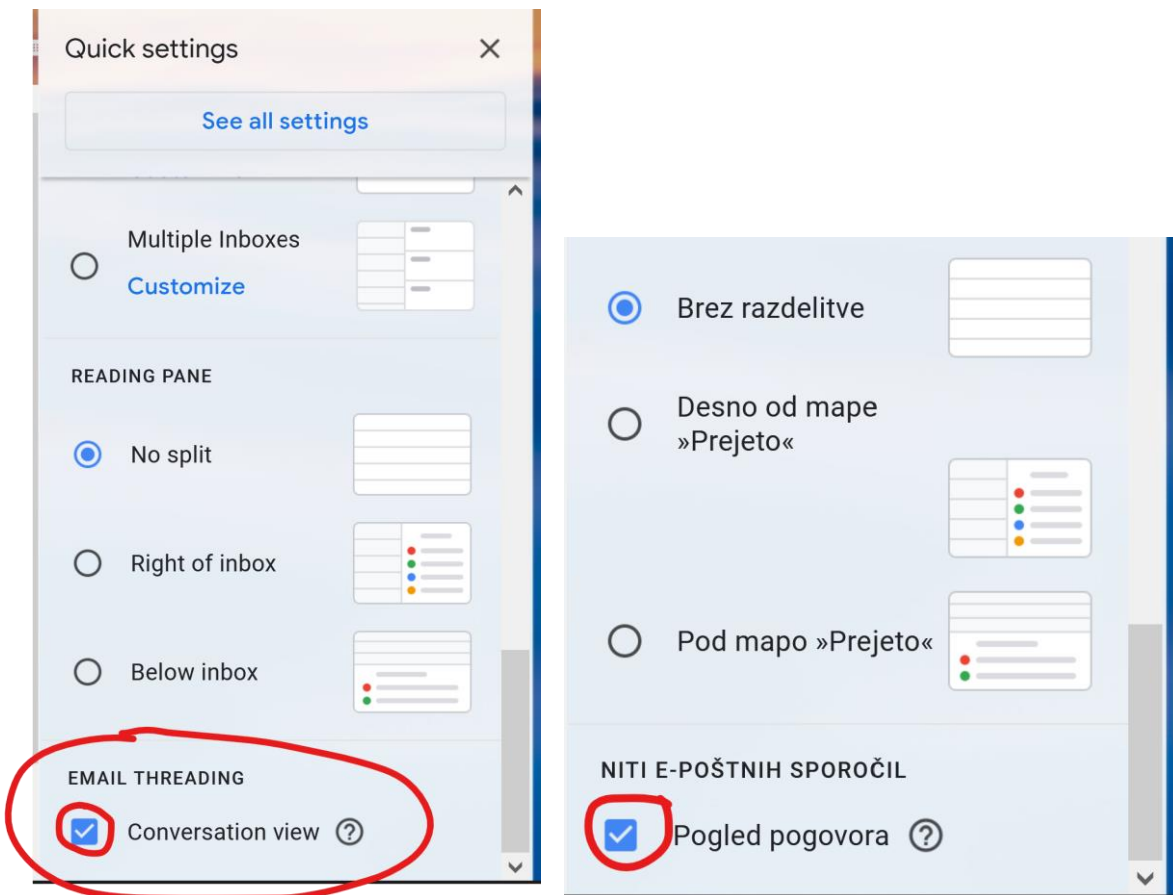 Quick settings
See all settings
Multiple Inboxes
Customize
READING PANE
No split
Right of inbox
Below inbox
EMAIL THREADING
Conversation view
Brez razdelitve
Desno od mape
»Prejeto«
Pod mapo »Prejeto«
NITI E-POŠTNIH SPOROČIL
Pogled pogovora